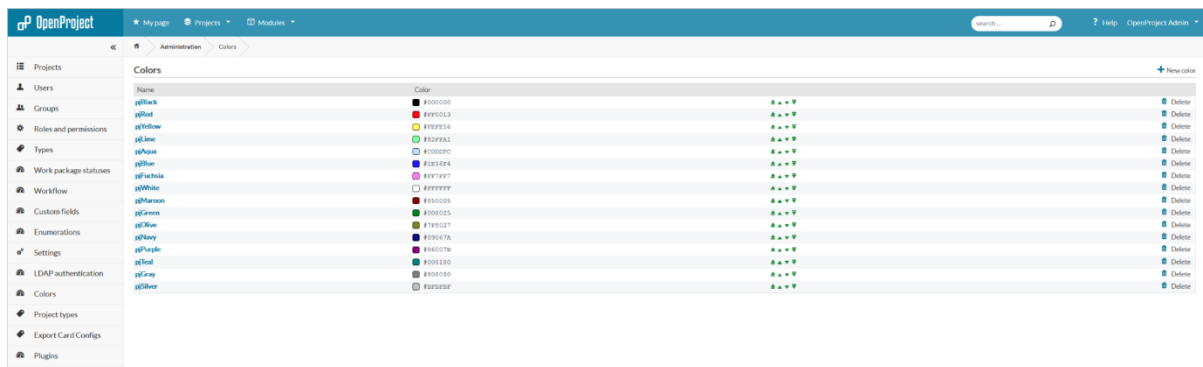 OpenProject
My page Projects Modules search... Help OpenProject Admin
Administration Colors
Projects
Users
Groups
Roles and permissions
Types
Work package statuses
Workflow
Custom fields
Enumerations
Settings
LDAP authentication
Colors
Project types
Export Card Configs
Plugins
Colors
New color
Name Color
pjBlack #000000 Delete
pjRed #FF0013 Delete
pjYellow #FEFE56 Delete
pjLime #82FFA1 Delete
pjAqua #C0DDFC Delete
pjBlue #1E16F4 Delete
pjFuchsia #FF7FF7 Delete
pjWhite #FFFFFF Delete
pjMaroon #850005 Delete
pjGreen #008025 Delete
pjOlive #7F8027 Delete
pjNavy #09067A Delete
pjPurple #86007B Delete
pjTeal #008180 Delete
pjGray #808080 Delete
pjSilver #BFBFBF Delete